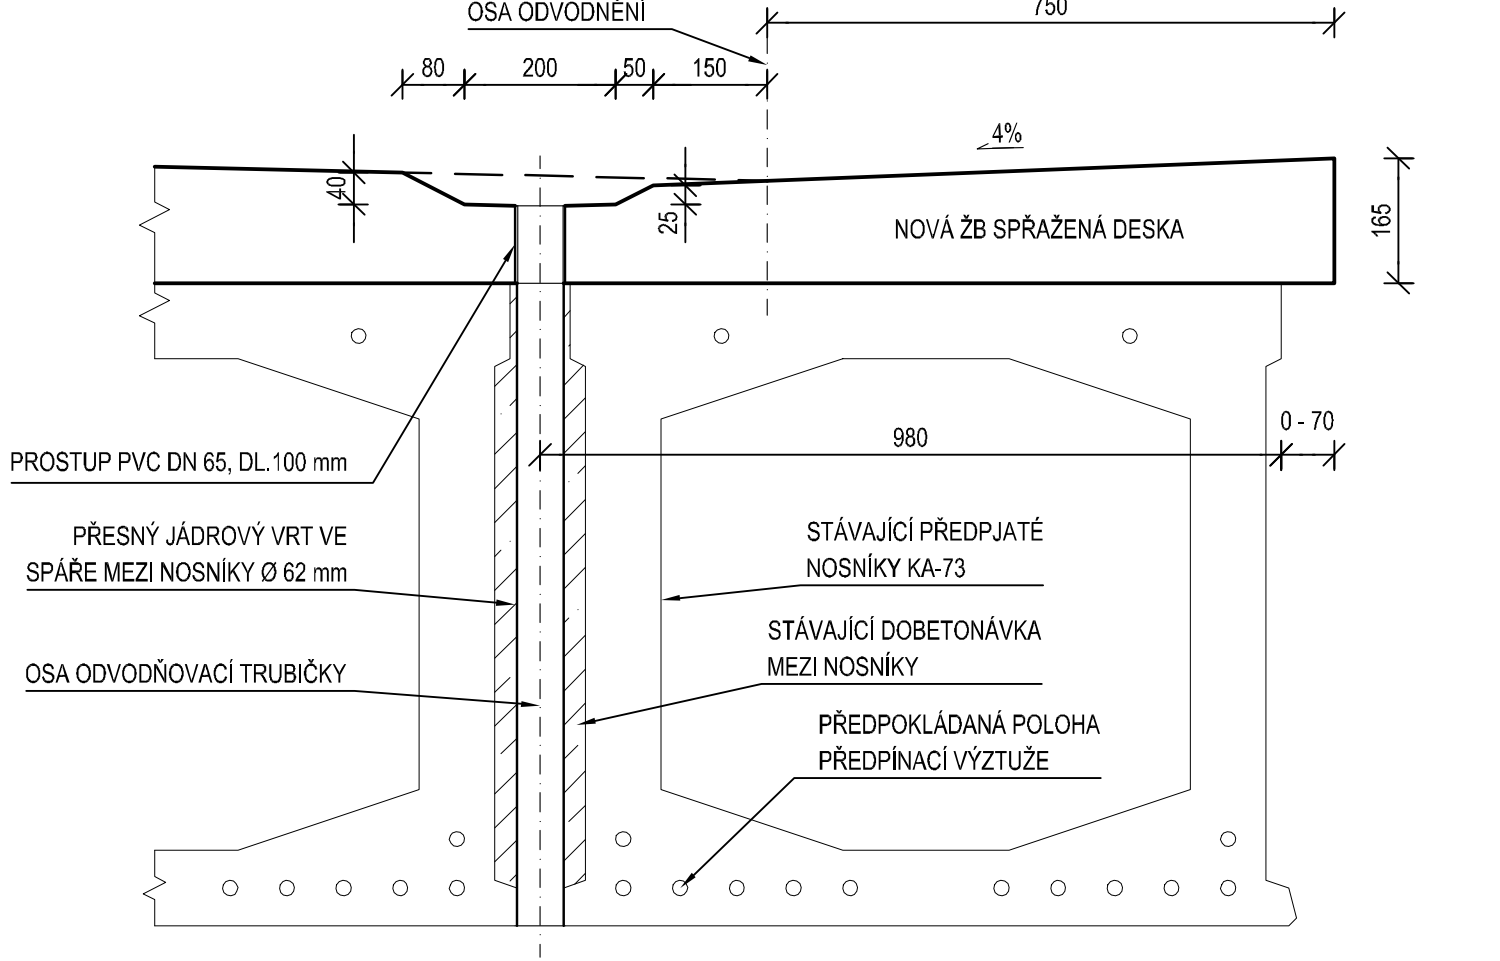 OSA ODVODNĚNÍ
750
80
200
50
150
4%
40
25
165
NOVÁ ŽB SPŘAŽENÁ DESKA
980
0 - 70
PROSTUP PVC DN 65, DL.100 mm
PŘESNÝ JÁDROVÝ VRT VE
SPÁŘE MEZI NOSNÍKY Ø 62 mm
OSA ODVODŇOVACÍ TRUBIČKY
STÁVAJÍCÍ PŘEDPJATÉ
NOSNÍKY KA-73
STÁVAJÍCÍ DOBETONÁVKA
MEZI NOSNÍKY
PŘEDPOKLÁDANÁ POLOHA
PŘEDPÍNACÍ VÝZTUŽE